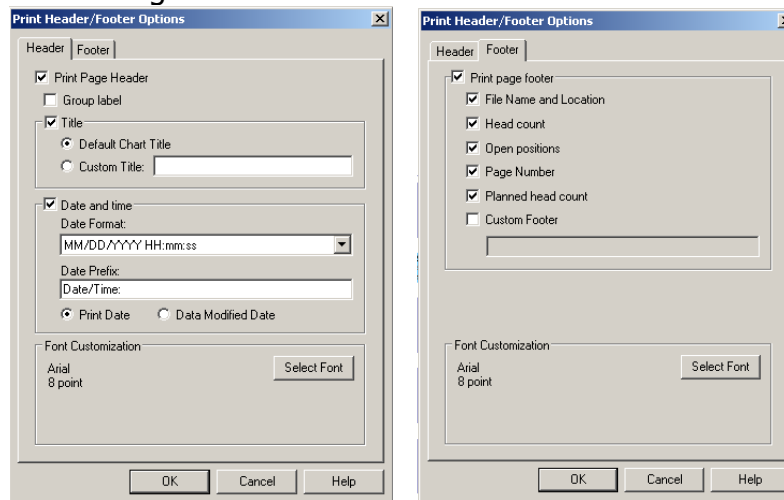 Print Header/Footer Options
Header Footer
Print Page Header
Group label
Title
Default Chart Title
Custom Title:
Date and time
Date Format:
MM/DD/YYYY HH:mm:ss
Date Prefix:
Date/Time:
Print Date Data Modified Date
Font Customization
Arial
8 point
Select Font
OK Cancel Help
Print Header/Footer Options
Header Footer
Print page footer
File Name and Location
Head count
Open positions
Page Number
Planned head count
Custom Footer
Font Customization
Arial
8 point
Select Font
OK Cancel Help